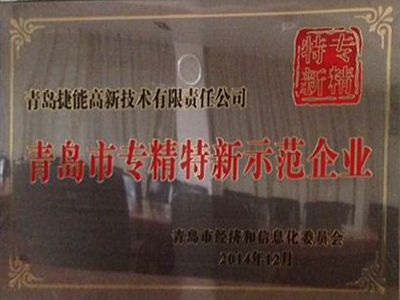 专精
特新
青岛捷能高新技术有限责任公司
青岛市专精特新示范企业
青岛市经济和信息化委员会
2014年12月